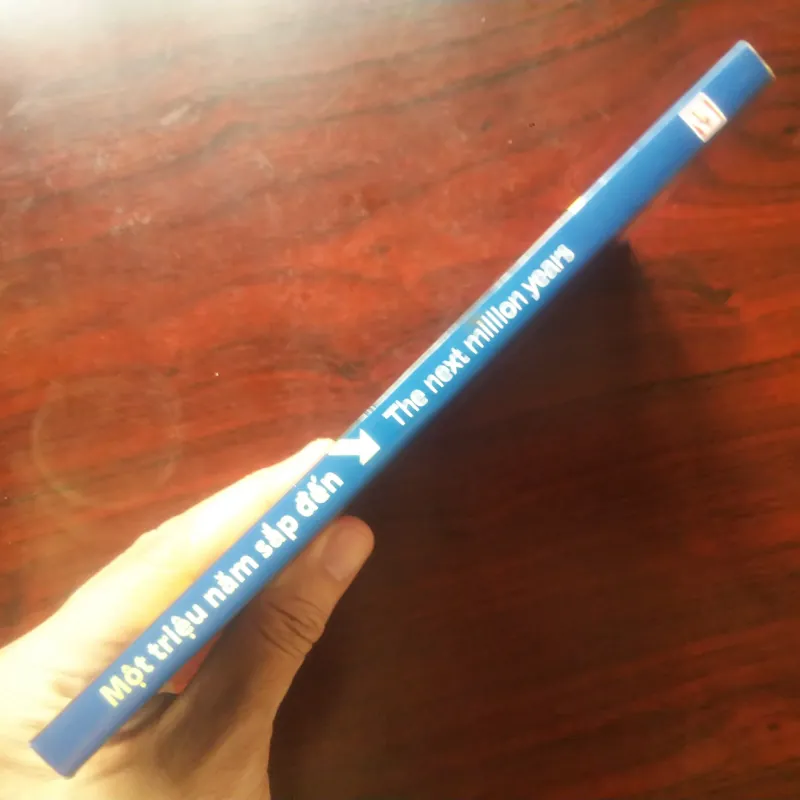 Một triệu năm sắp đến
The next million years